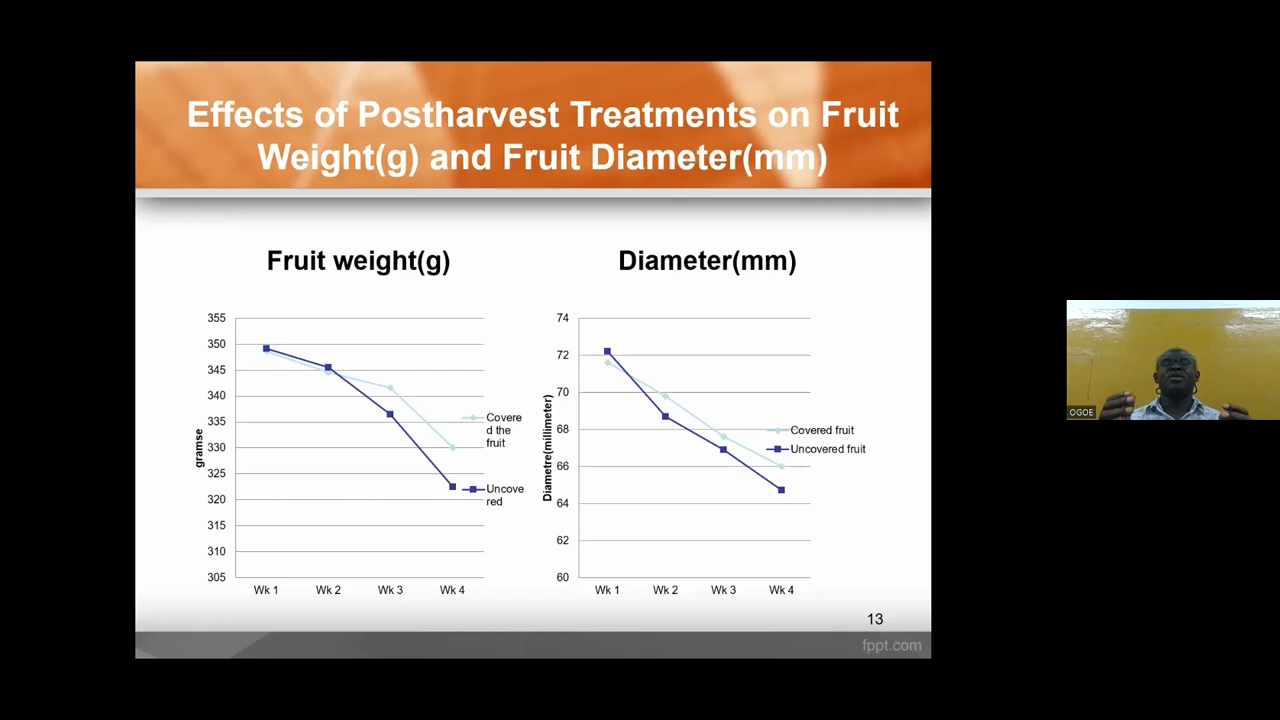 Effects of Postharvest Treatments on Fruit
Weight(g) and Fruit Diameter(mm)
Fruit weight(g)
355
350
345
340
335
330
325
320
315
310
305
gramse
Wk 1
Wk 2
Wk 3
Wk 4
Covere
d the
fruit
Uncove
red
Diameter(mm)
74
72
70
68
66
64
62
60
Diametre(millimeter)
Wk 1
Wk 2
Wk 3
Wk 4
Covered fruit
Uncovered fruit
13
fppt.com
OGOE